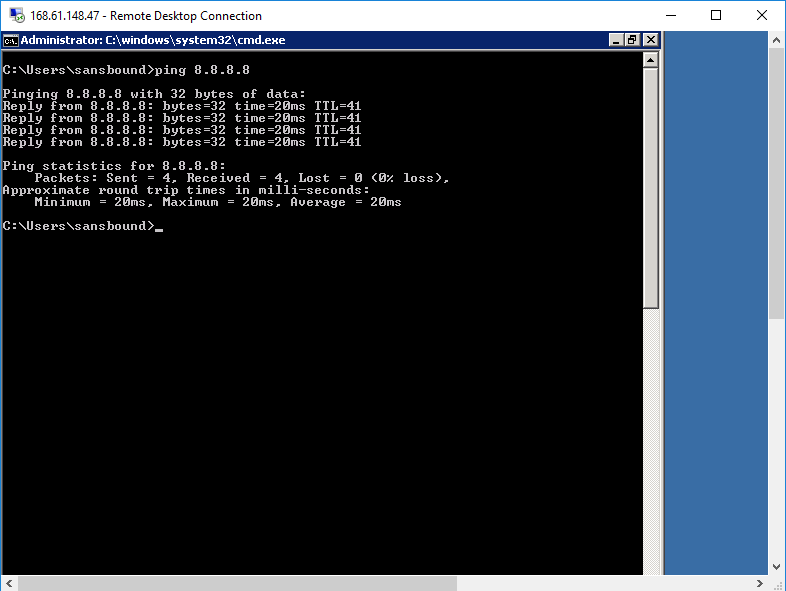 168.61.148.47 - Remote Desktop Connection
Administrator: C:\windows\system32\cmd.exe
C:\Users\sansbound>ping 8.8.8.8
Pinging 8.8.8.8 with 32 bytes of data:
Reply from 8.8.8.8: bytes=32 time=20ms TTL=41
Reply from 8.8.8.8: bytes=32 time=20ms TTL=41
Reply from 8.8.8.8: bytes=32 time=20ms TTL=41
Reply from 8.8.8.8: bytes=32 time=20ms TTL=41
Ping statistics for 8.8.8.8:
    Packets: Sent = 4, Received = 4, Lost = 0 (0% loss),
Approximate round trip times in milli-seconds:
    Minimum = 20ms, Maximum = 20ms, Average = 20ms
C:\Users\sansbound>_